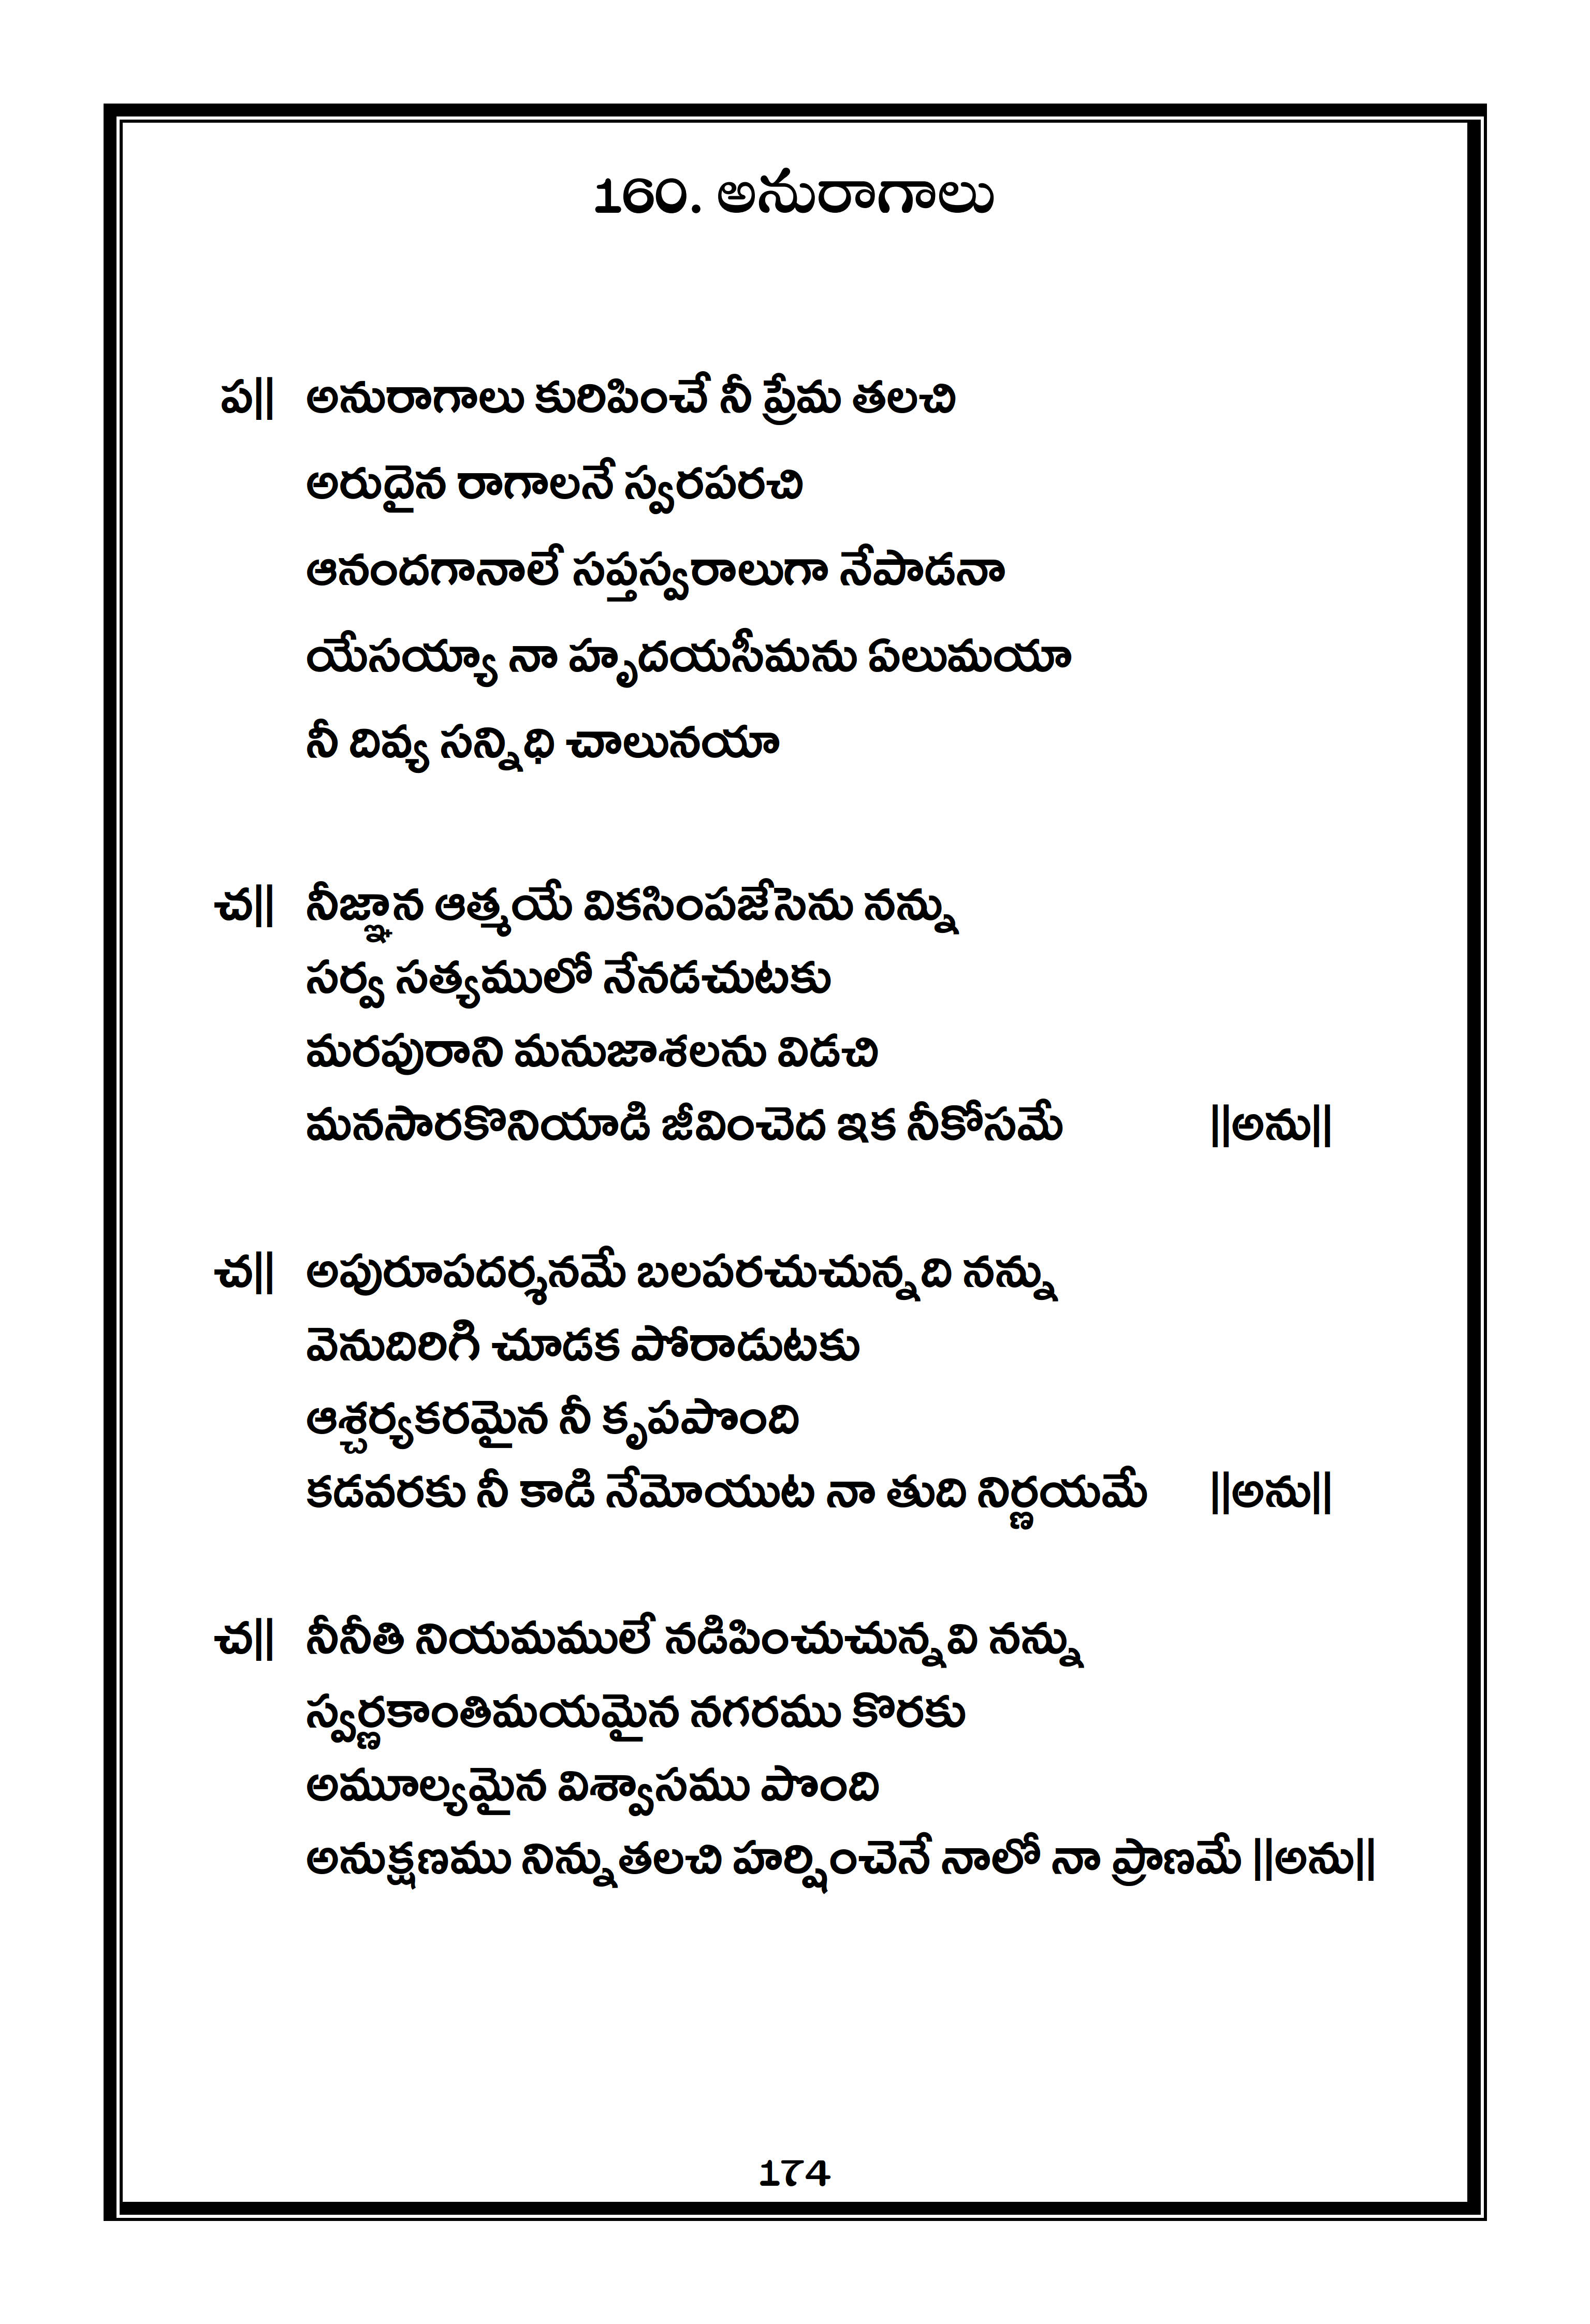 160. అనురాగాలు
ప|| అనురాగాలు కురిపించే నీ ప్రేమ తలచి
అరుదైన రాగాలనే స్వరపరచి
ఆనందగానాలే సప్తస్వరాలుగా నేపాడనా
యేసయ్యా నా హృదయసీమను ఏలుమయా
నీ దివ్య సన్నిధి చాలునయా
చ|| నీజ్ఞాన ఆత్మయే వికసింపజేసెను నన్ను
సర్వ సత్యములో నేనడచుటకు
మరపురాని మనుజాశలను విడచి
మనసారకొనియాడి జీవించెద ఇక నీకోసమే ||అను||
చ|| అపురూపదర్శనమే బలపరచుచున్నది నన్ను
వెనుదిరిగి చూడక పోరాడుటకు
ఆశ్చర్యకరమైన నీ కృపపొంది
కడవరకు నీ కాడి నేమోయుట నా తుది నిర్ణయమే ||అను||
చ|| నీనీతి నియమములే నడిపించుచున్నవి నన్ను
స్వర్ణకాంతిమయమైన నగరము కొరకు
అమూల్యమైన విశ్వాసము పొంది
అనుక్షణము నిన్నుతలచి హర్షించెనే నాలో నా ప్రాణమే ||అను||
174